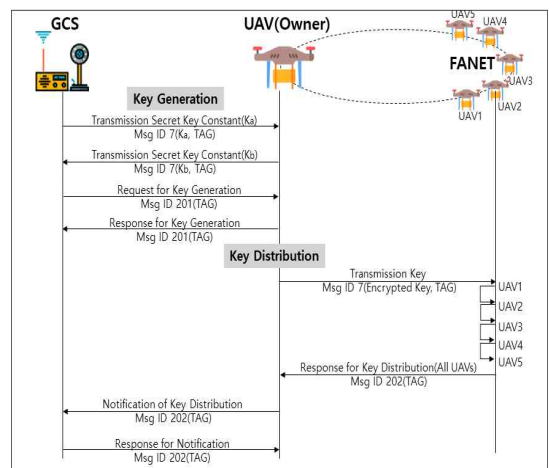 GCS
UAV(Owner)
UAV5
UAV4
FANET
UAV3
UAV2
UAV1
Key Generation
Transmission Secret Key Constant(Ka)
Msg ID 7(Ka, TAG)
Transmission Secret Key Constant(Kb)
Msg ID 7(Kb, TAG)
Request for Key Generation
Msg ID 201(TAG)
Response for Key Generation
Msg ID 201(TAG)
Key Distribution
Transmission Key
Msg ID 7(Encrypted Key, TAG)
UAV1
UAV2
UAV3
UAV4
UAV5
Response for Key Distribution(All UAVs)
Msg ID 202(TAG)
Notification of Key Distribution
Msg ID 202(TAG)
Response for Notification
Msg ID 202(TAG)